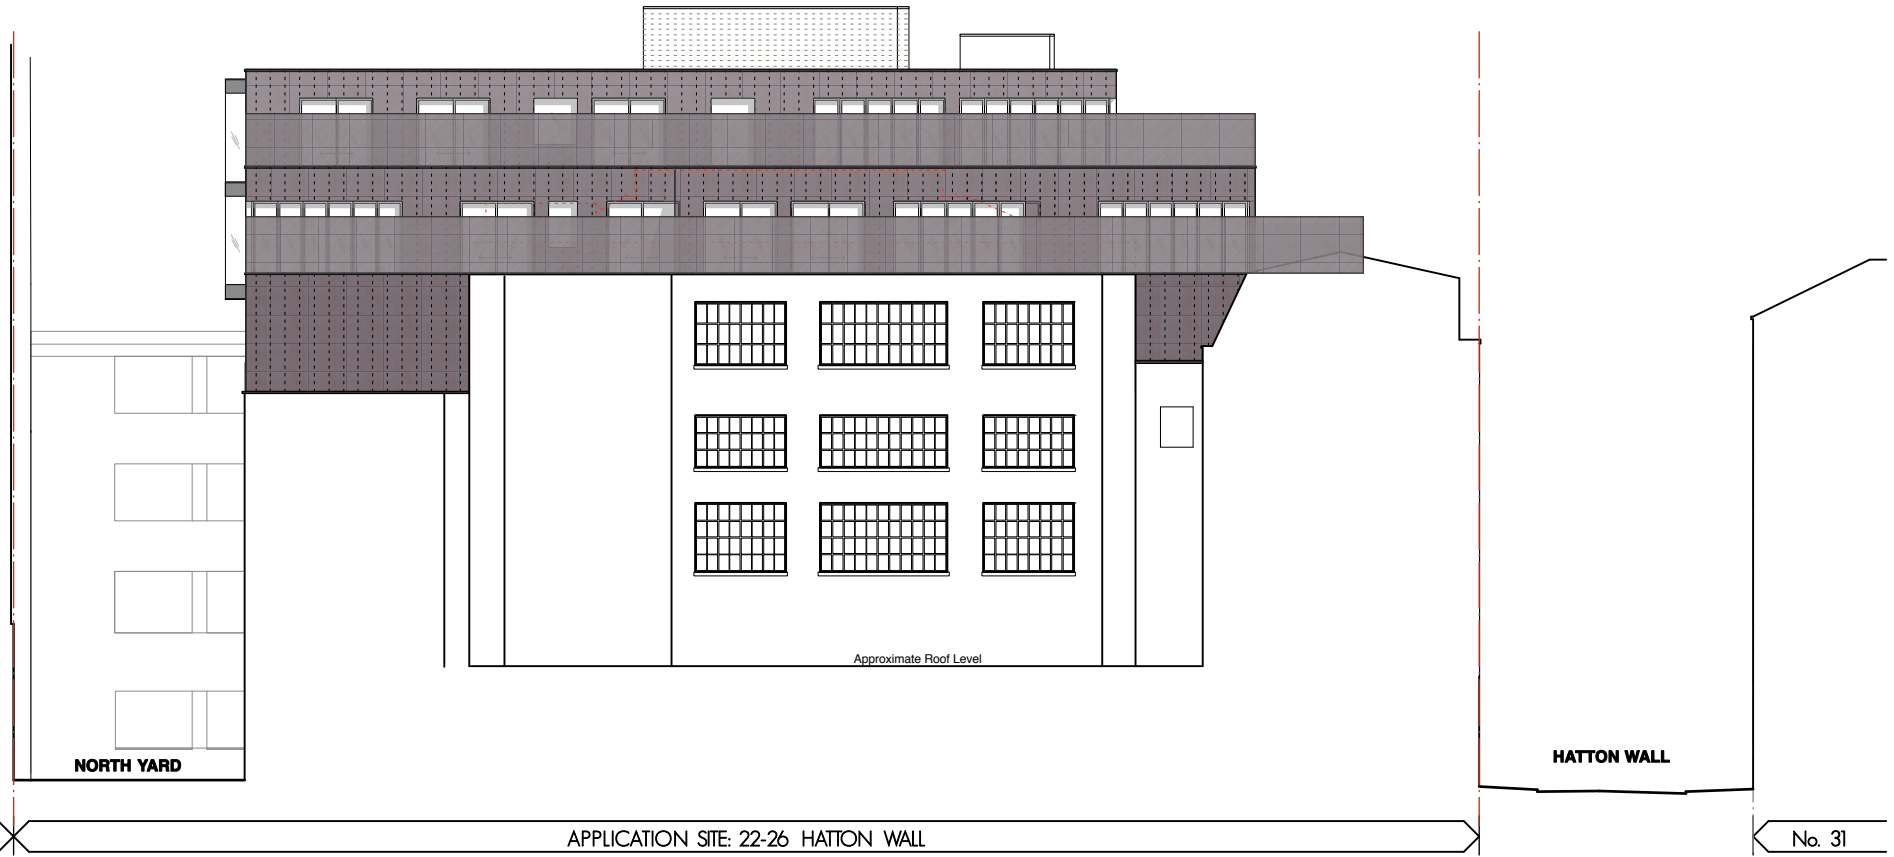 Approximate Roof Level
NORTH YARD
HATTON WALL
APPLICATION SITE: 22-26 HATTON WALL
No. 31